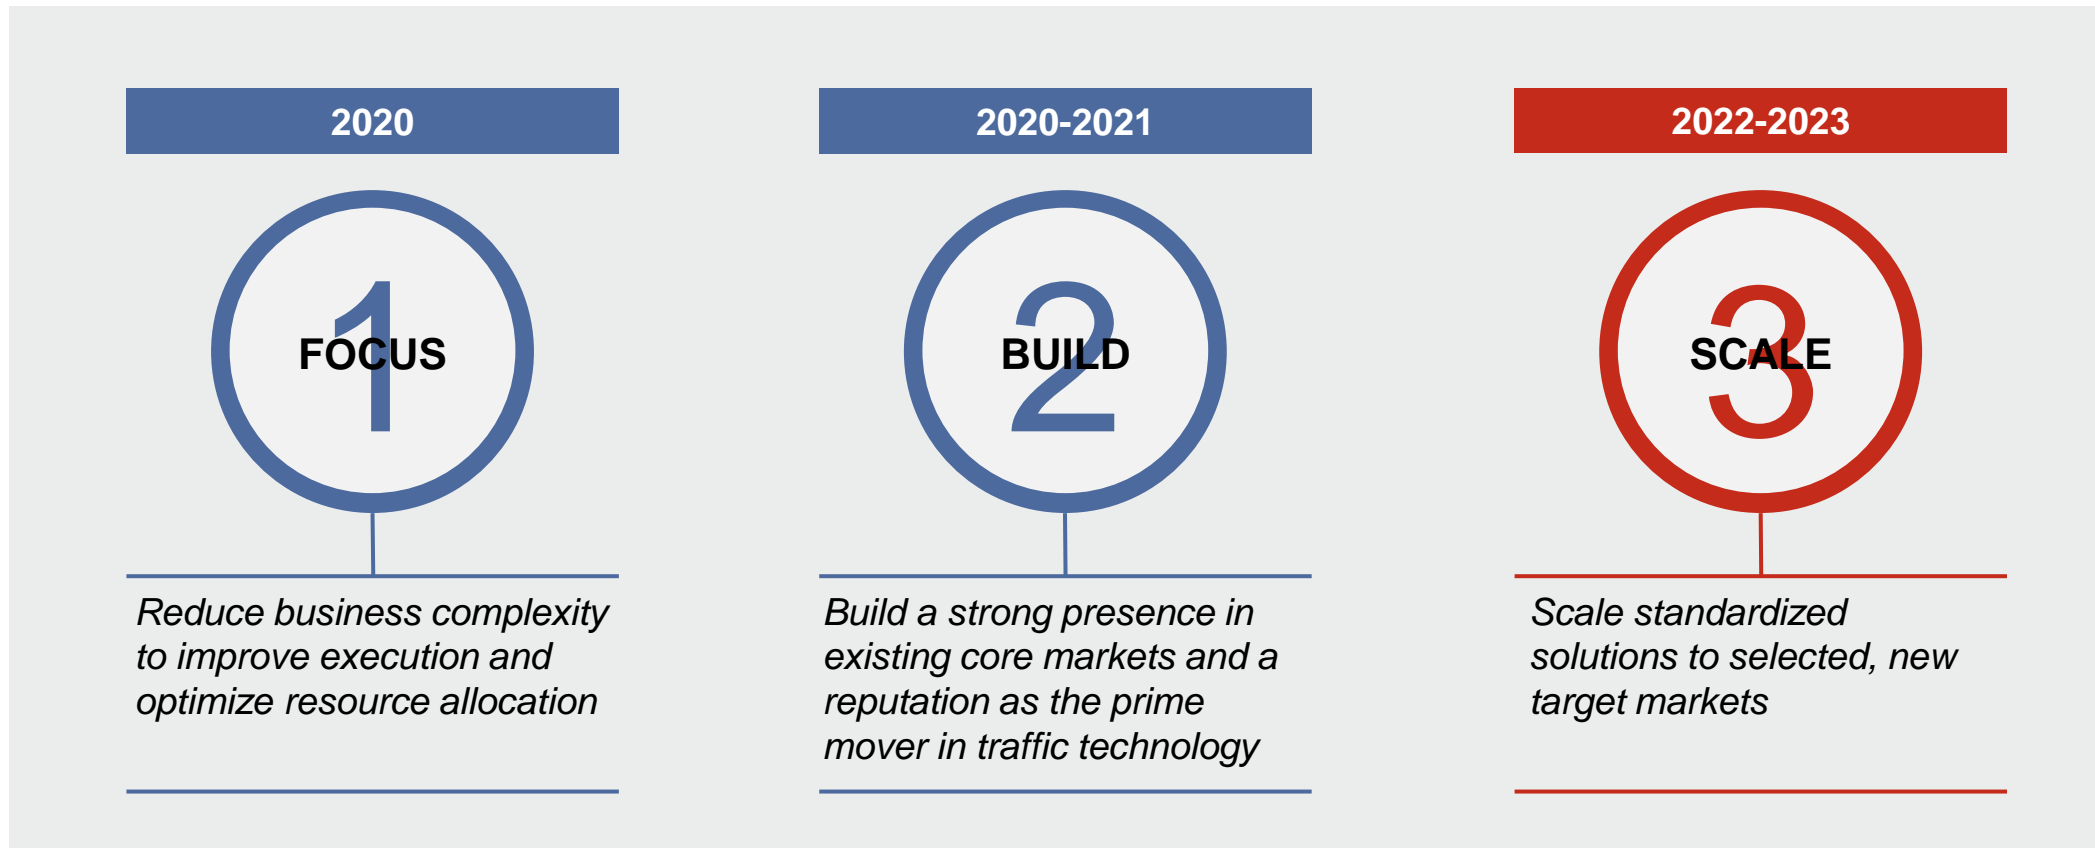 2020
1
FOCUS
Reduce business complexity
to improve execution and
optimize resource allocation
2020-2021
2
BUILD
Build a strong presence in
existing core markets and a
reputation as the prime
mover in traffic technology
2022-2023
3
SCALE
Scale standardized
solutions to selected, new
target markets